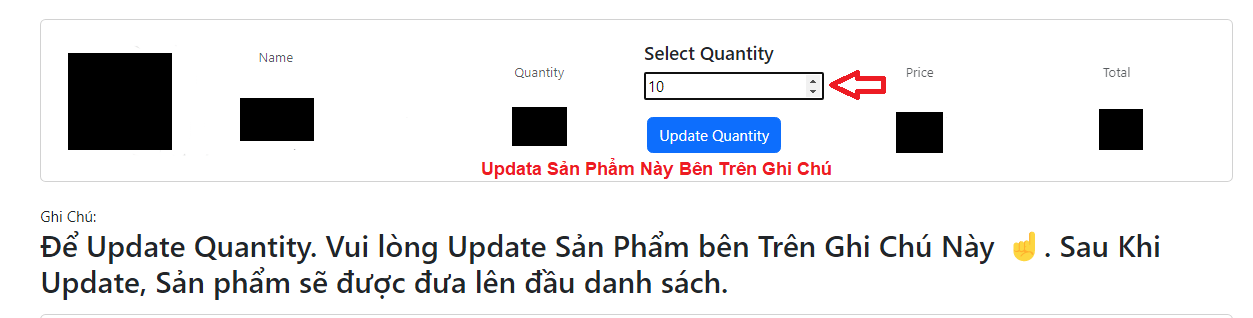 Name
Quantity
Select Quantity
10
Update Quantity
Price
Total
Updata Sản Phẩm Này Bên Trên Ghi Chú
Ghi Chú:
Để Update Quantity. Vui lòng Update Sản Phẩm bên Trên Ghi Chú Này ☝. Sau Khi
Update, Sản phẩm sẽ được đưa lên đầu danh sách.